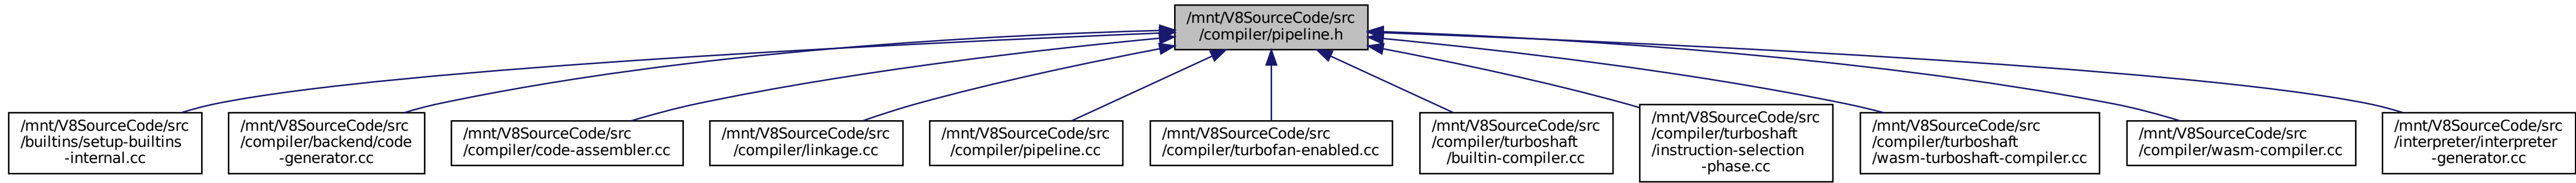 /mnt/V8SourceCode/src
/compiler/pipeline.h
/mnt/V8SourceCode/src
/builtins/setup-builtins
-internal.cc
/mnt/V8SourceCode/src
/compiler/backend/code
-generator.cc
/mnt/V8SourceCode/src
/compiler/code-assembler.cc
/mnt/V8SourceCode/src
/compiler/linkage.cc
/mnt/V8SourceCode/src
/compiler/pipeline.cc
/mnt/V8SourceCode/src
/compiler/turbofan-enabled.cc
/mnt/V8SourceCode/src
/compiler/turboshaft
/builtin-compiler.cc
/mnt/V8SourceCode/src
/compiler/turboshaft
/instruction-selection
-phase.cc
/mnt/V8SourceCode/src
/compiler/turboshaft
/wasm-turboshaft-compiler.cc
/mnt/V8SourceCode/src
/compiler/wasm-compiler.cc
/mnt/V8SourceCode/src
/interpreter/interpreter
-generator.cc